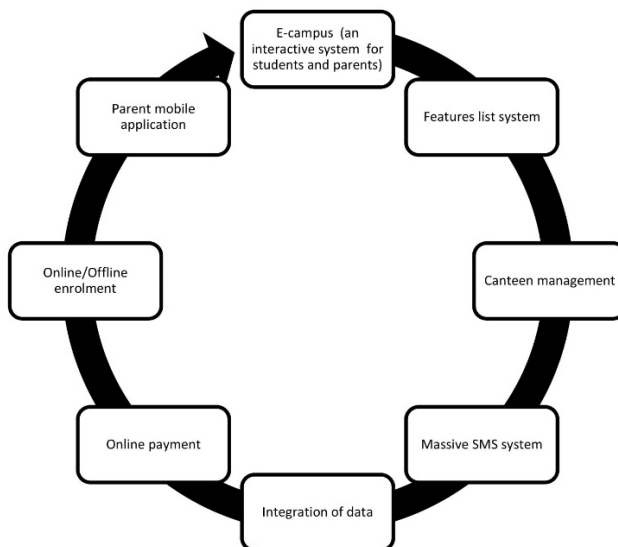 E-campus (an
interactive system for
students and parents)
Features list system
Canteen management
Massive SMS system
Integration of data
Online payment
Online/Offline
enrolment
Parent mobile
application